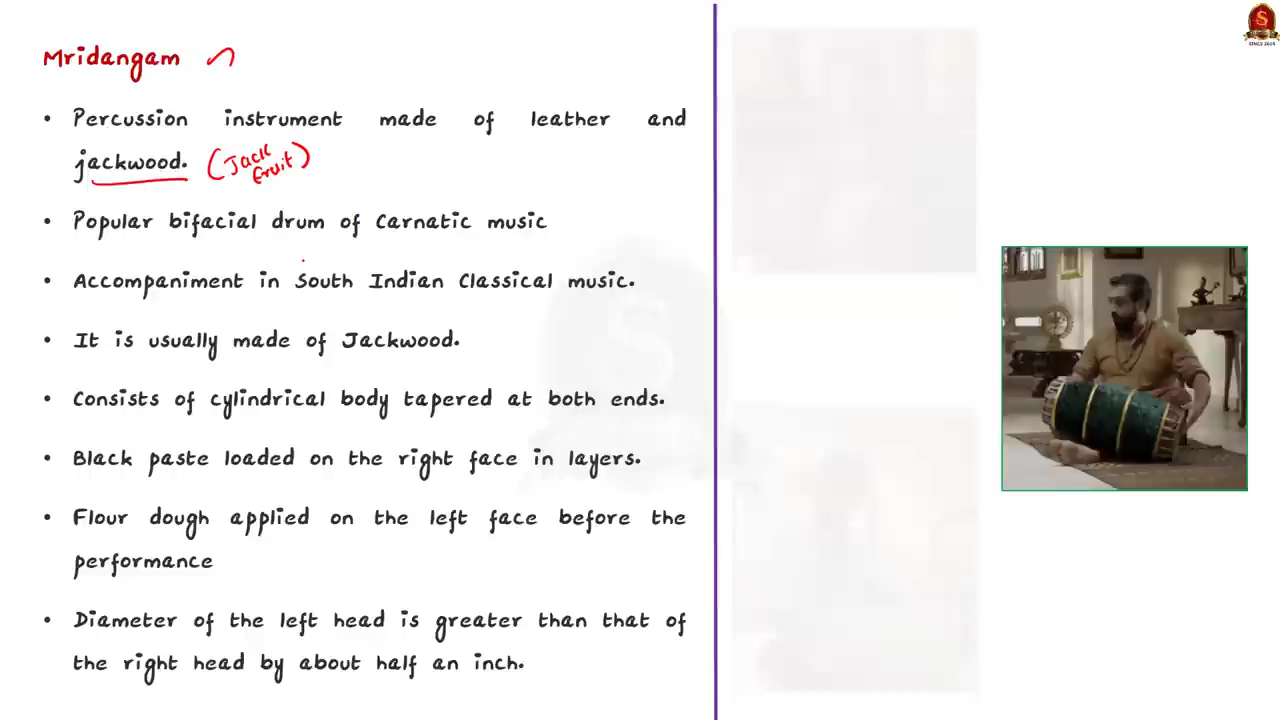 Mridangam
• Percussion instrument made of leather and
jackwood. (Jack
fruit)
• Popular bifacial drum of Carnatic music
• Accompaniment in South Indian Classical music.
• It is usually made of Jackwood.
• Consists of cylindrical body tapered at both ends.
• Black paste loaded on the right face in layers.
• Flour dough applied on the left face before the
performance
• Diameter of the left head is greater than that of
the right head by about half an inch.
S
SINCE 2014